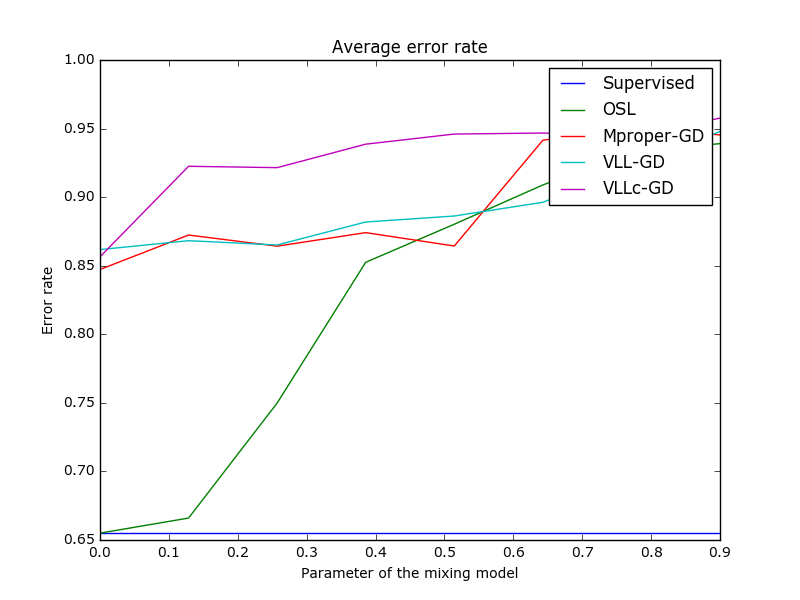 Average error rate
1.00
0.95
0.90
0.85
0.80
0.75
0.70
0.65
Error rate
Supervised
OSL
Mproper-GD
VLL-GD
VLLc-GD
0.0 0.1 0.2 0.3 0.4 0.5 0.6 0.7 0.8 0.9
Parameter of the mixing model